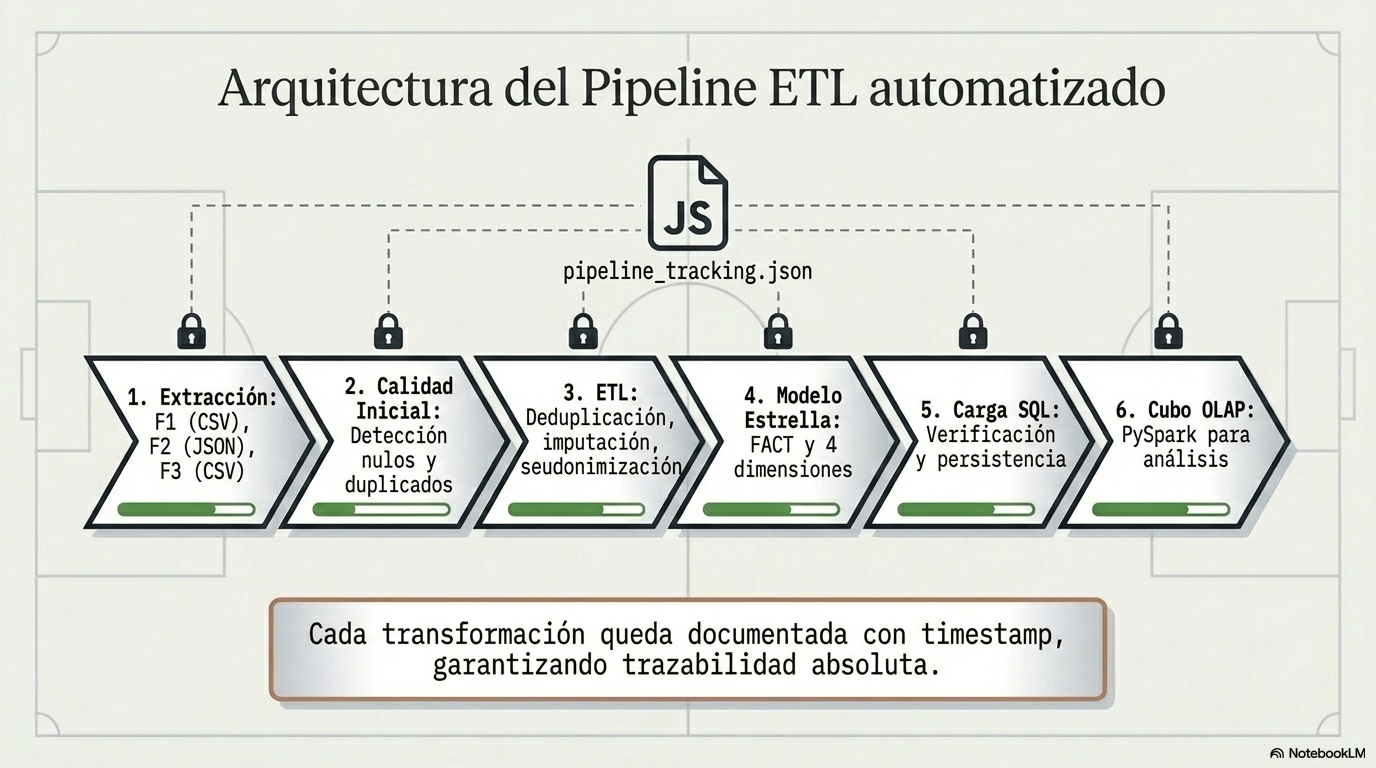 Arquitectura del Pipeline ETL automatizado
JS
pipeline_tracking.json
1. Extracción:
F1 (CSV),
F2 (JSON),
F3 (CSV)
2. Calidad
Inicial:
Detección
nulos y
duplicados
3. ETL:
Deduplicación,
imputación,
seudonimización
4. Modelo
Estrella:
FACT y 4
dimensiones
5. Carga SQL:
Verificación
y persistencia
6. Cubo OLAP:
PySpark para
análisis
Cada transformación queda documentada con timestamp,
garantizando trazabilidad absoluta.
NotebookLM